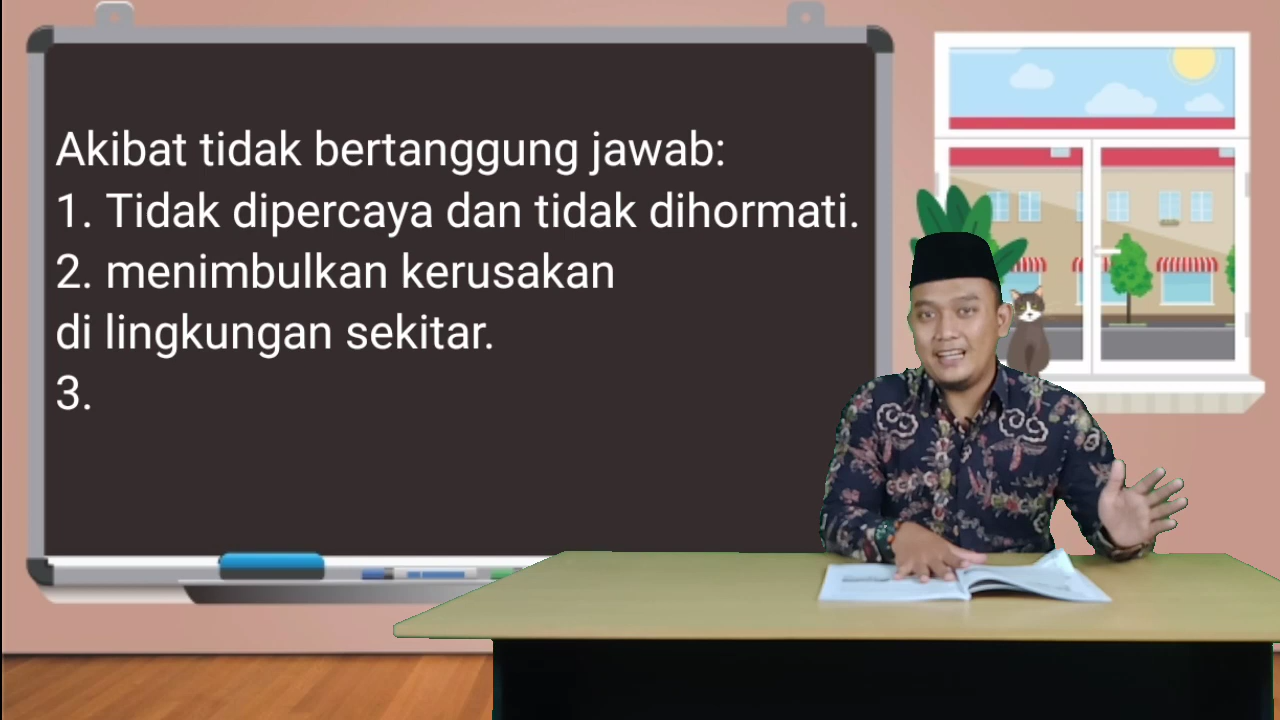 Akibat tidak bertanggung jawab:
1. Tidak dipercaya dan tidak dihormati.
2. menimbulkan kerusakan
di lingkungan sekitar.
3.